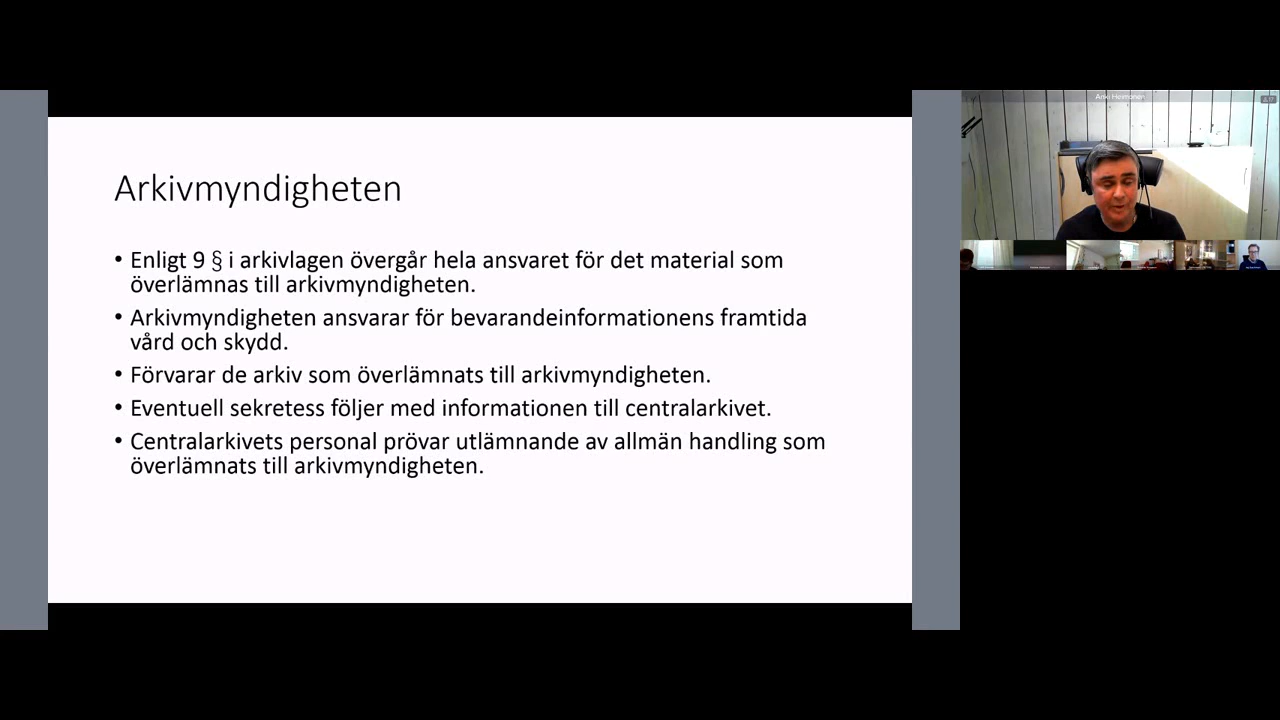 Arkivmyndigheten
• Enligt 9 § i arkivlagen övergår hela ansvaret för det material som
överlämnas till arkivmyndigheten.
• Arkivmyndigheten ansvarar för bevarandeinformationens framtida
vård och skydd.
• Förvarar de arkiv som överlämnats till arkivmyndigheten.
• Eventuell sekretess följer med informationen till centralarkivet.
• Centralarkivets personal prövar utlämnande av allmän handling som
överlämnats till arkivmyndigheten.